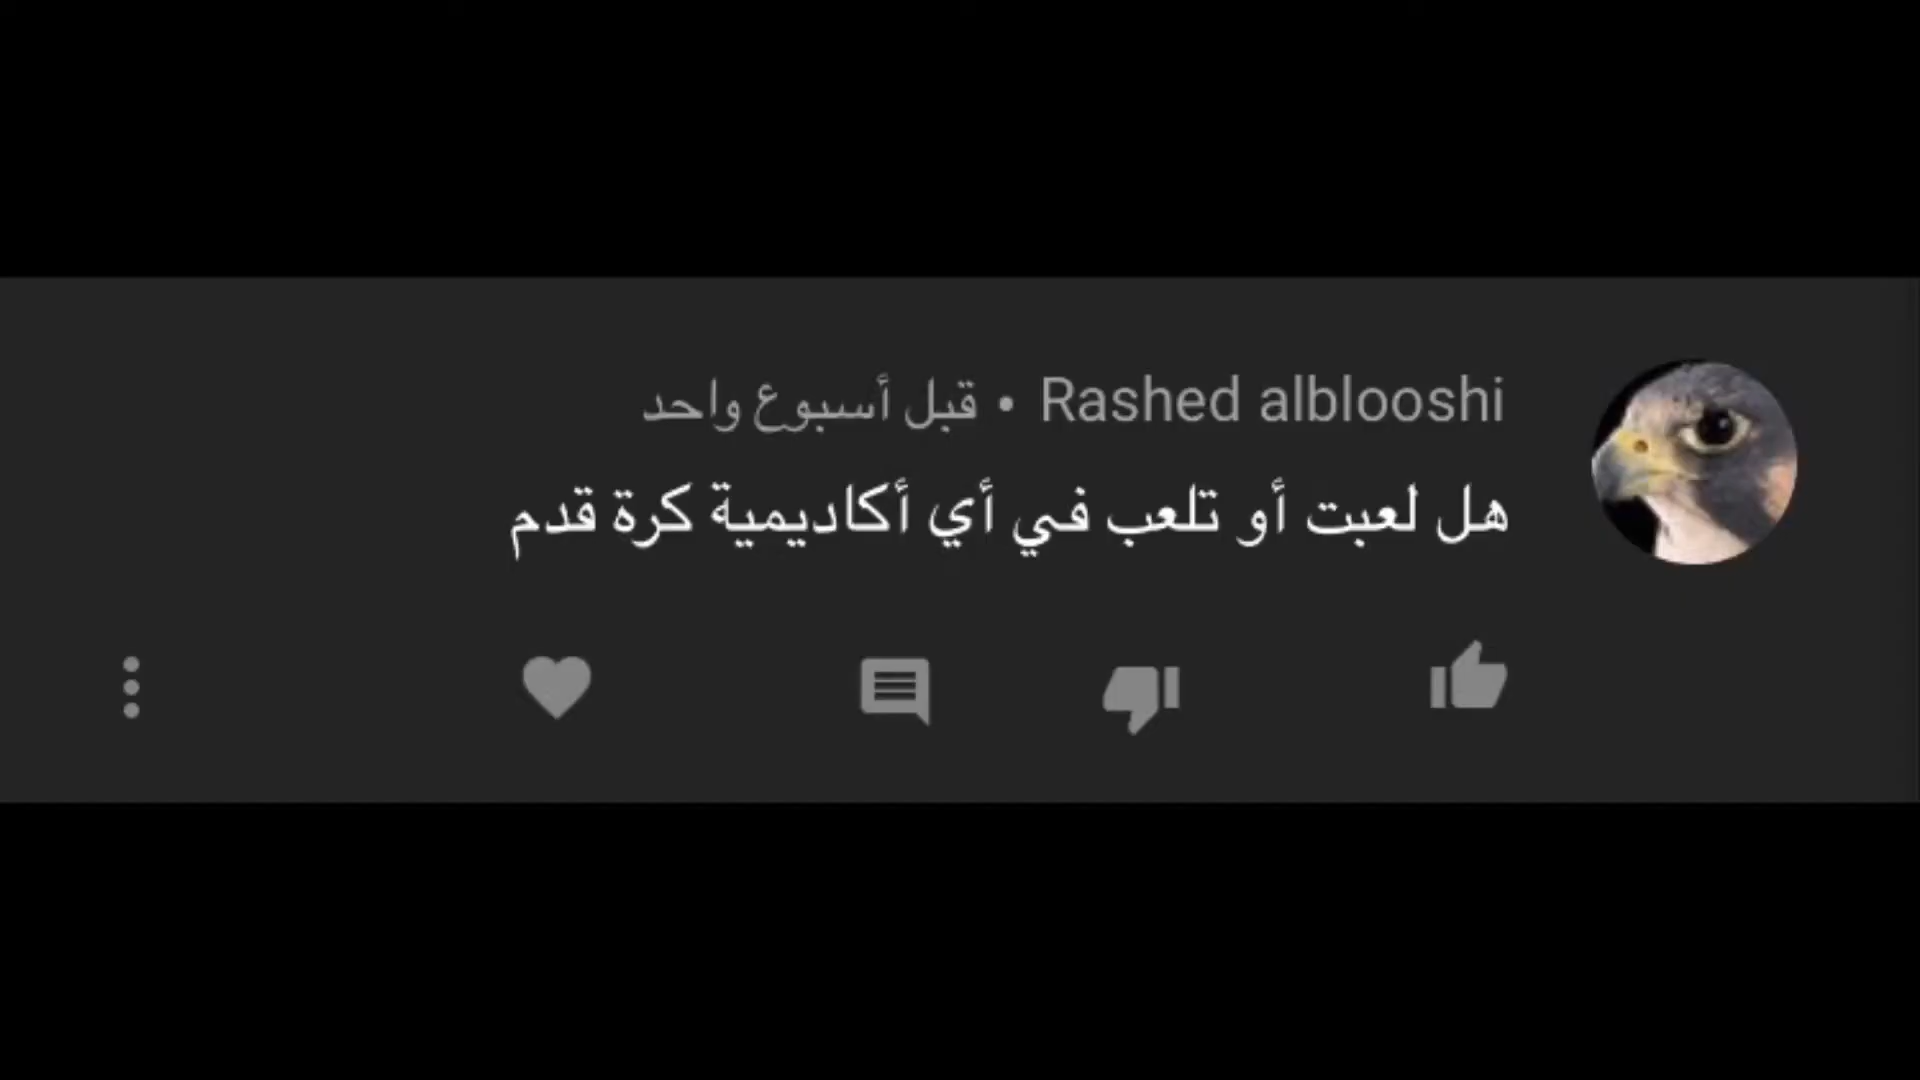 Rashed alblooshi • قبل أسبوع واحد
هل لعبت أو تلعب في أي أكاديمية كرة قدم